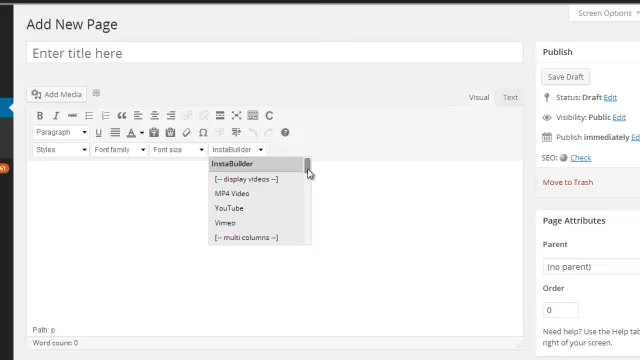 Screen Options
Add New Page
Enter title here
Publish
Save Draft
Add Media
Visual
Text
Status: Draft Edit
B I ABC
Visibility: Public Edit
Paragraph
Publish immediately
Styles
Font family
Font size
InstaBuilder
SEO: Check
InstaBuilder
61
[-- display videos --]
Move to Trash
MP4 Video
YouTube
Vimeo
Page Attributes
[-- multi columns --]
Parent
(no parent)
Order
0
Path: p
Need help? Use the Help
Word count: 0
right of your screen.